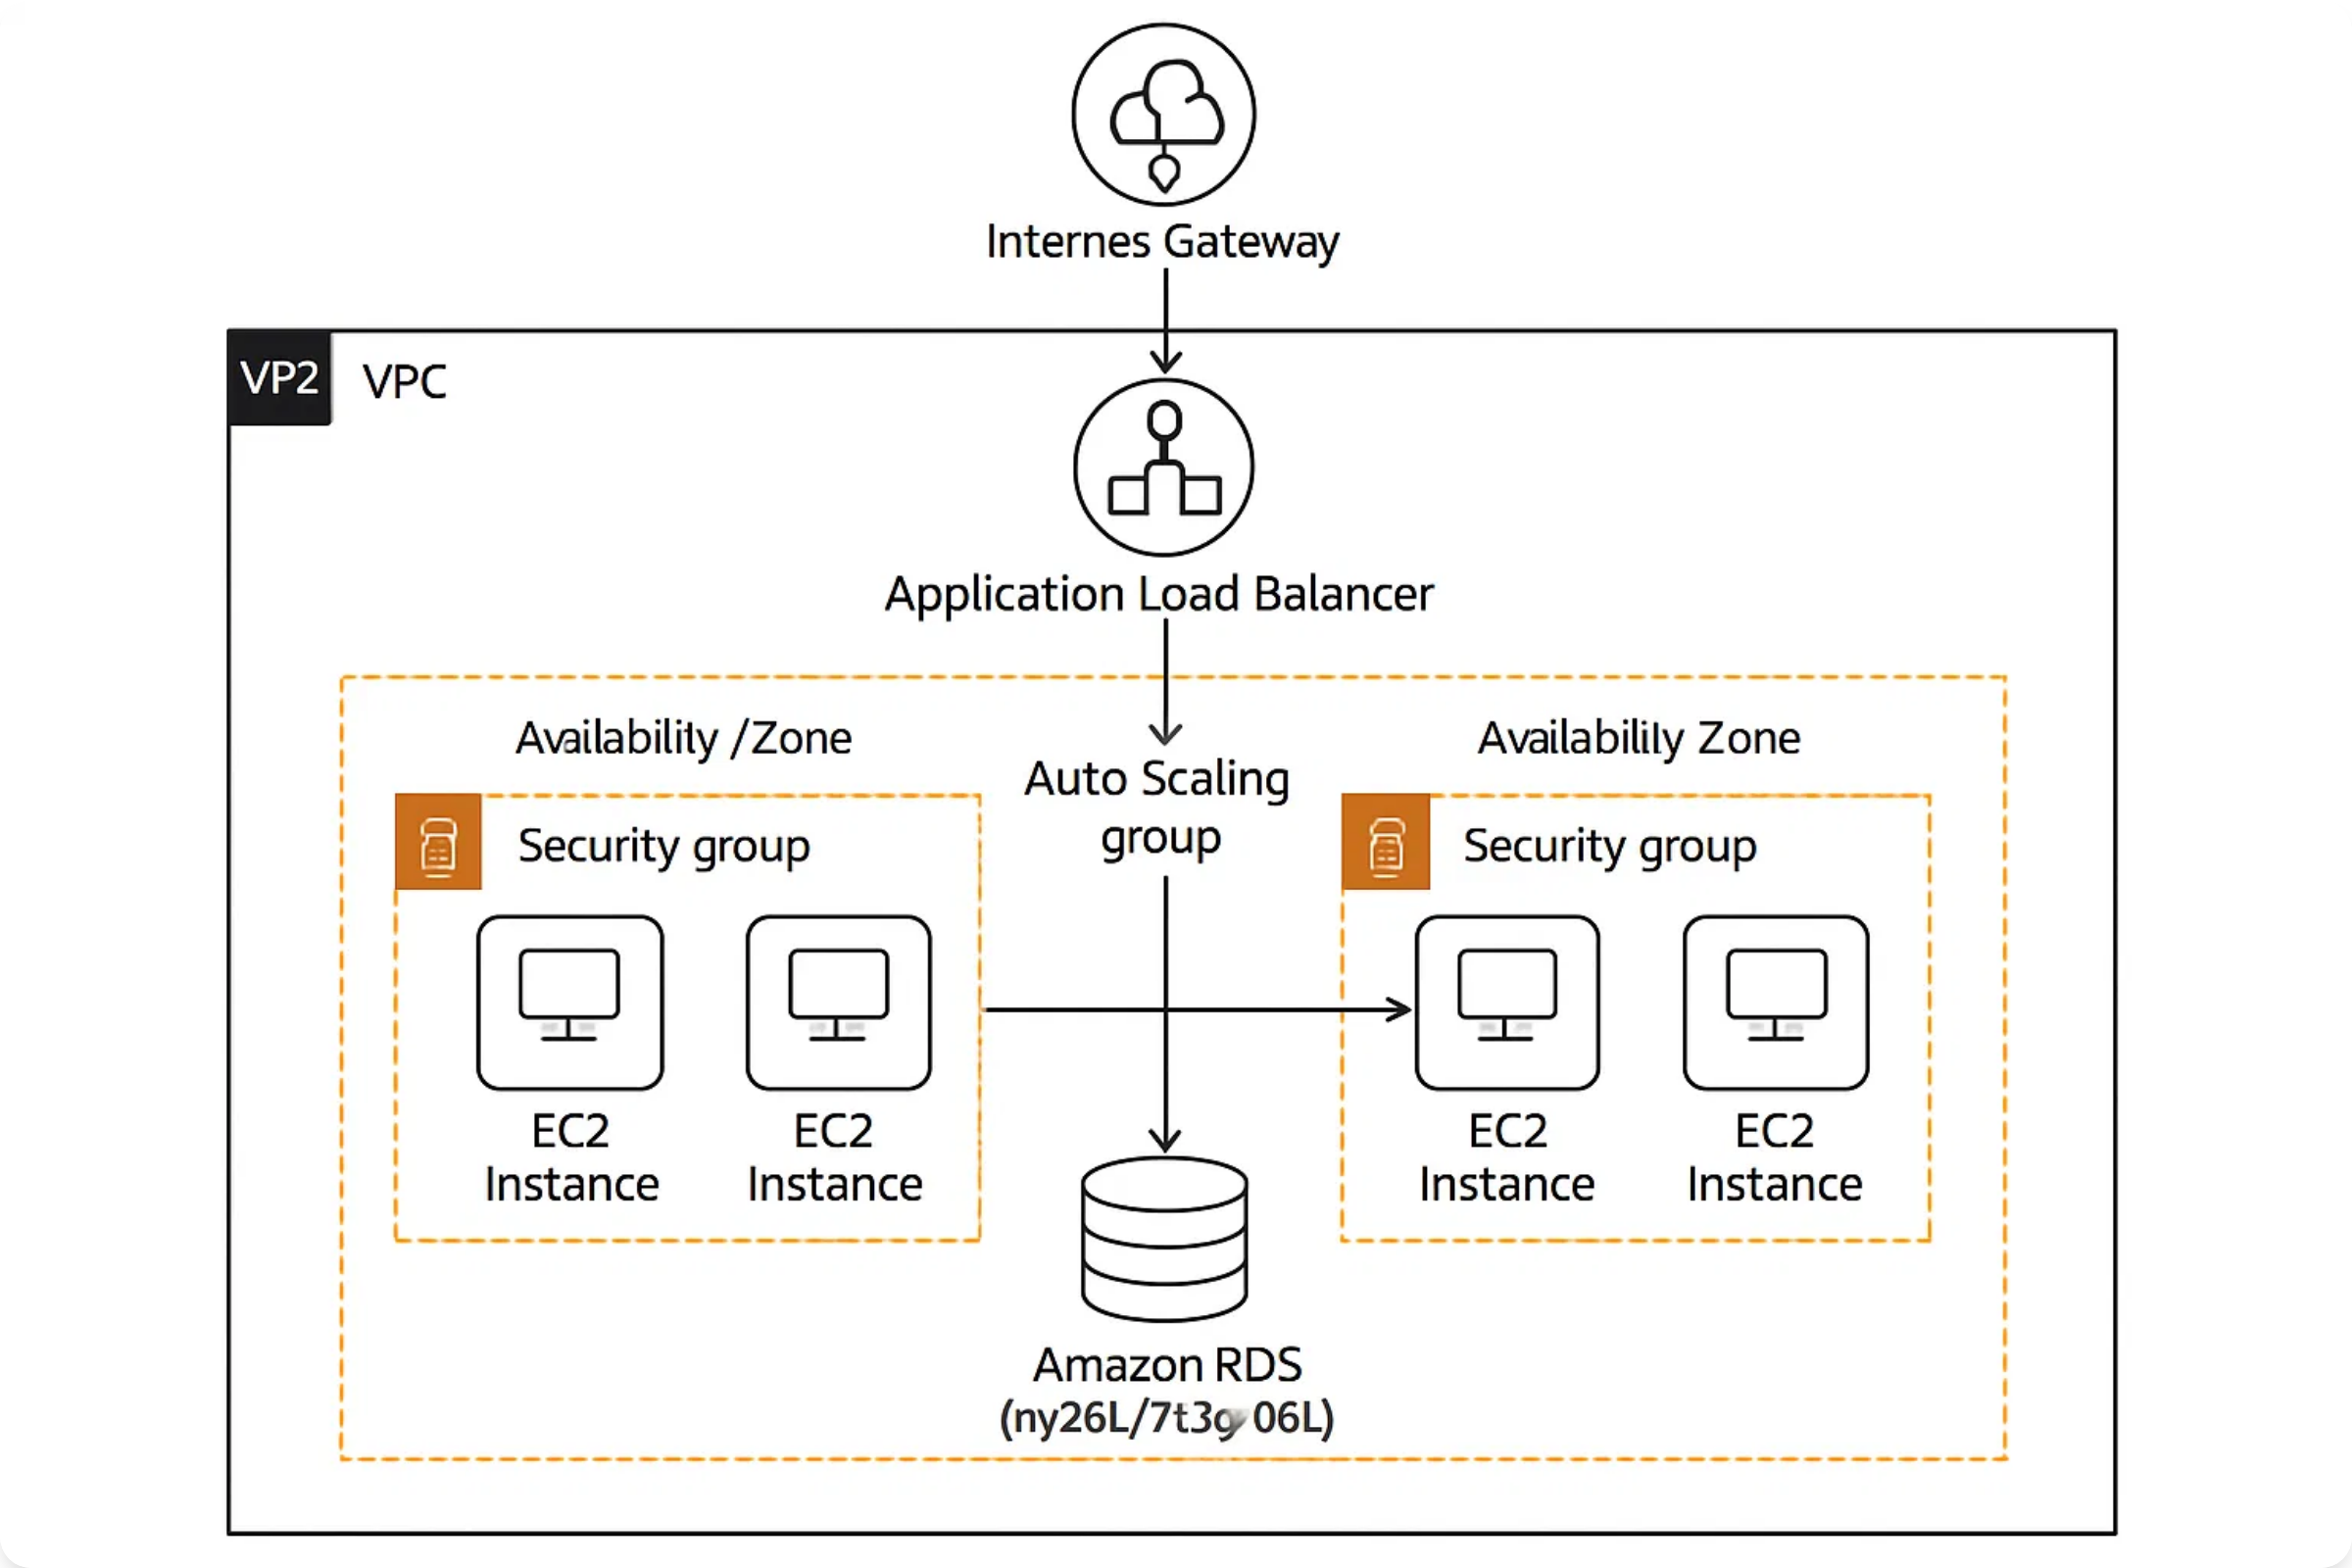 Internes Gateway
VP2
VPC
Application Load Balancer
Availability /Zone
Availability Zone
Auto Scaling
group
Security group
Security group
EC2
Instance
EC2
Instance
EC2
Instance
EC2
Instance
Amazon RDS